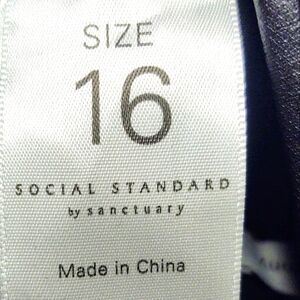 SIZE
16
SOCIAL STANDARD
by sanctuary
Made in China